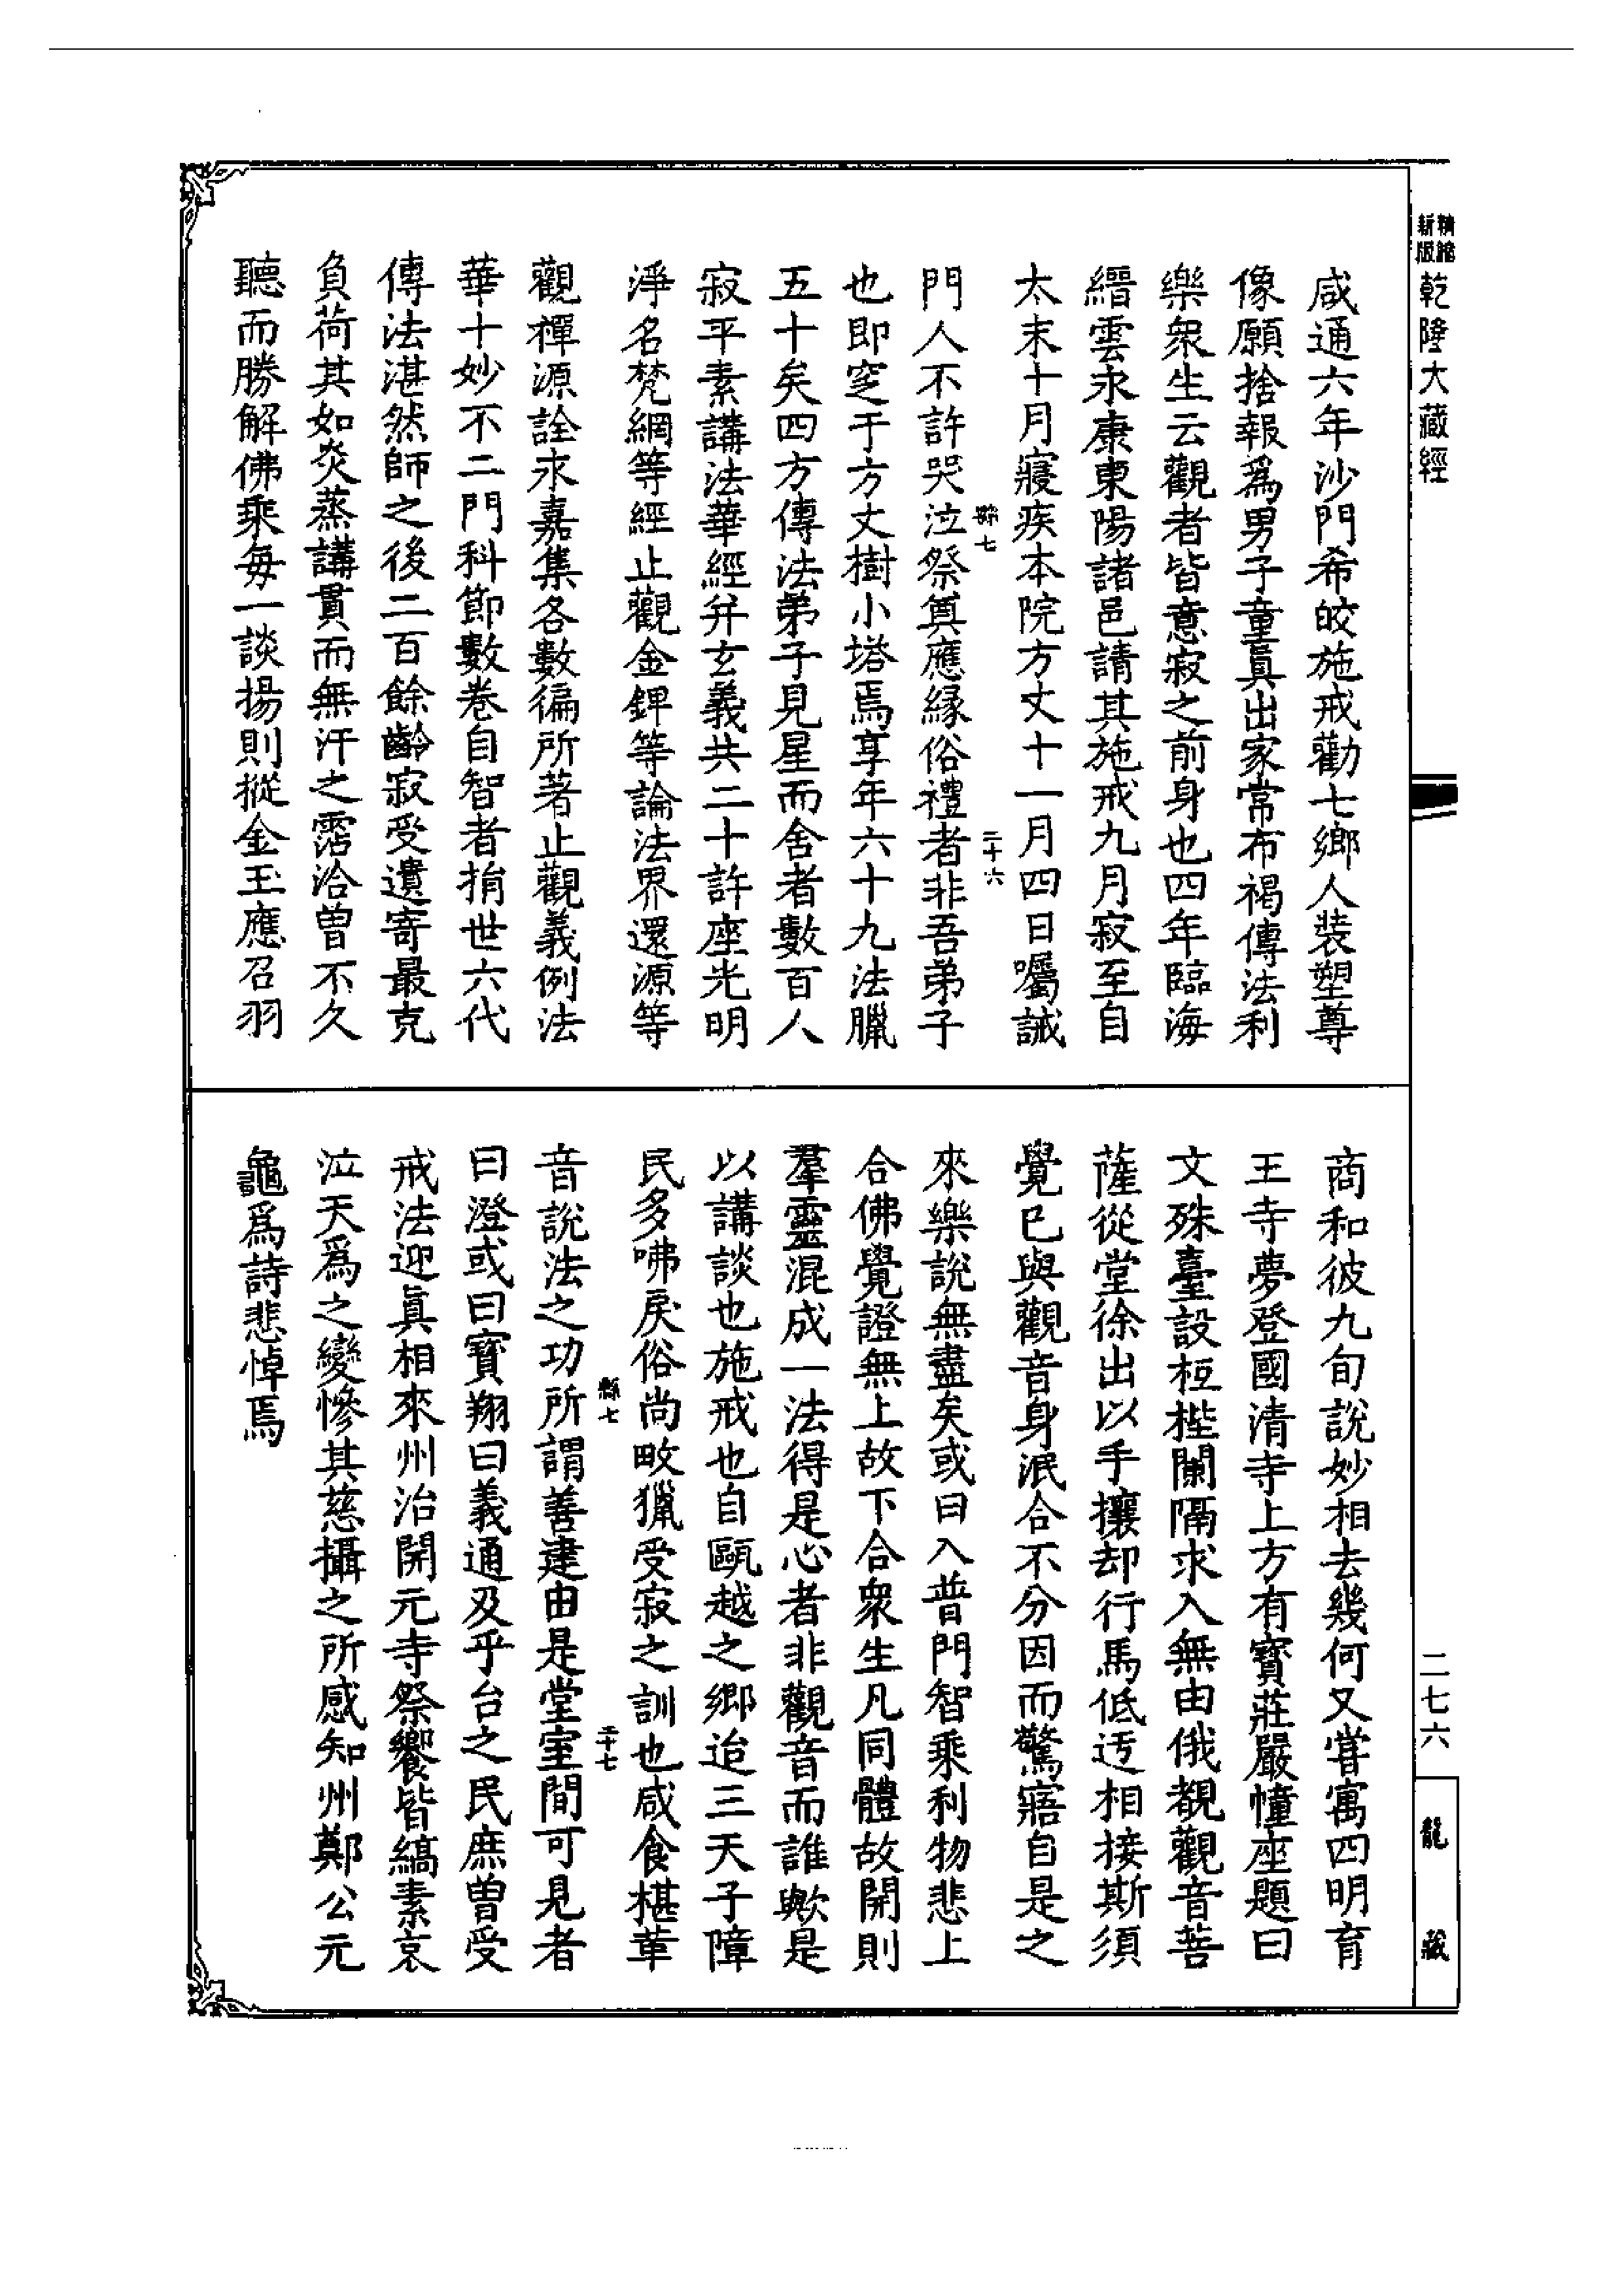 精館
新版
乾隆大藏經
咸通六年沙門希皎施戒勸七鄉人裝塑尊
像願捨報爲男子童眞出家常布褐傳法利
樂衆生云觀者皆意寂之前身也四年臨海
縉雲永康東陽諸邑請其施戒九月寂至自
太末十月寢疾本院方丈十一月四日囑誡
縣七
二十六
門人不許哭泣祭奠應緣俗禮者非吾弟子
也即窆于方丈樹小塔焉享年六十九法臘
五十矣四方傳法弟子見星而舍者數百人
寂平素講法華經并玄義共二十許座光明
淨名梵網等經止觀金錍等論法界還源等
觀禪源詮永嘉集各數徧所著止觀義例法
華十妙不二門科節數卷自智者捐世六代
傳法湛然師之後二百餘齡寂受遺寄最克
負荷其如炎蒸講貫而無汗之霑洽曾不久
聽而勝解佛乘每一談揚則摐金玉應召羽
商和彼九旬說妙相去幾何又甞寓四明育
王寺夢登國清寺上方有寶莊嚴幢座題曰
文殊臺設桓梐闌隔求入無由俄覩觀音菩
薩從堂徐出以手攘却行馬低迂相接斯須
覺已與觀音身泯合不分因而驚寤自是之
來樂說無盡矣或曰入普門智乘利物悲上
合佛覺證無上故下合衆生凡同體故開則
羣靈混成一法得是心者非觀音而誰歟是
以講談也施戒也自甌越之鄉迨三天子障
民多咈戾俗尚畋獵受寂之訓也咸食椹革
縣七
二十七
音說法之功所謂善建由是堂室間可見者
曰澄或曰寶翔曰義通及乎台之民庶曾受
戒法迎眞相來州治開元寺祭饗皆縞素哀
泣天爲之變慘其慈攝之所感知州鄭公元
龜爲詩悲悼焉
二七六
龍藏